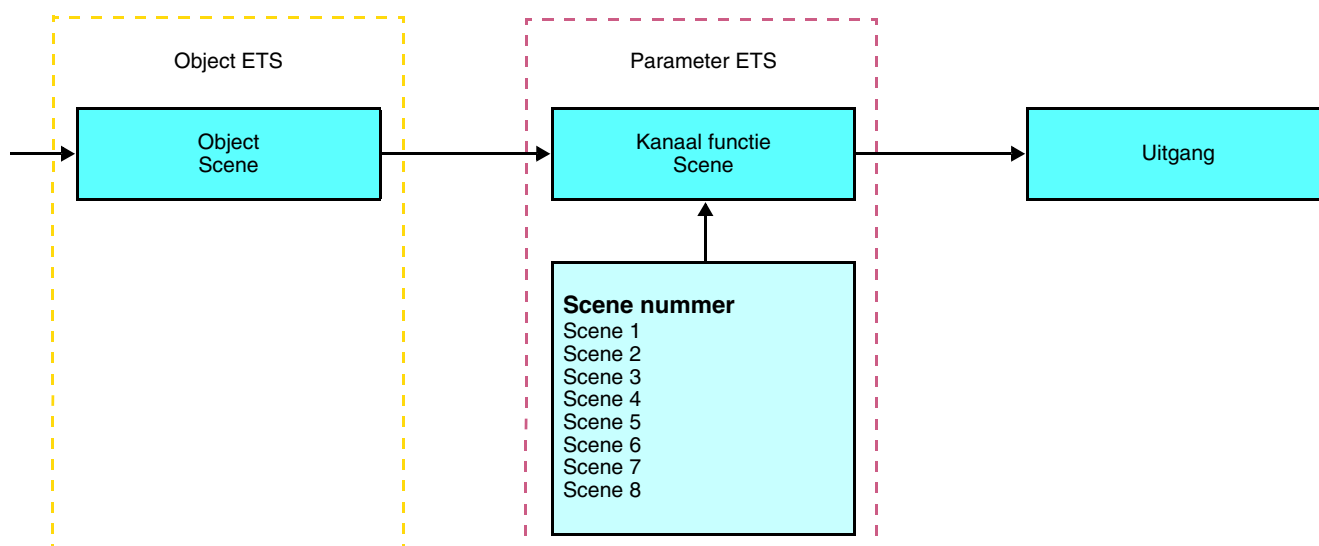 Object ETS
Parameter ETS
Object
Scene
Kanaal functie
Scene
Uitgang
Scene nummer
Scene 1
Scene 2
Scene 3
Scene 4
Scene 5
Scene 6
Scene 7
Scene 8